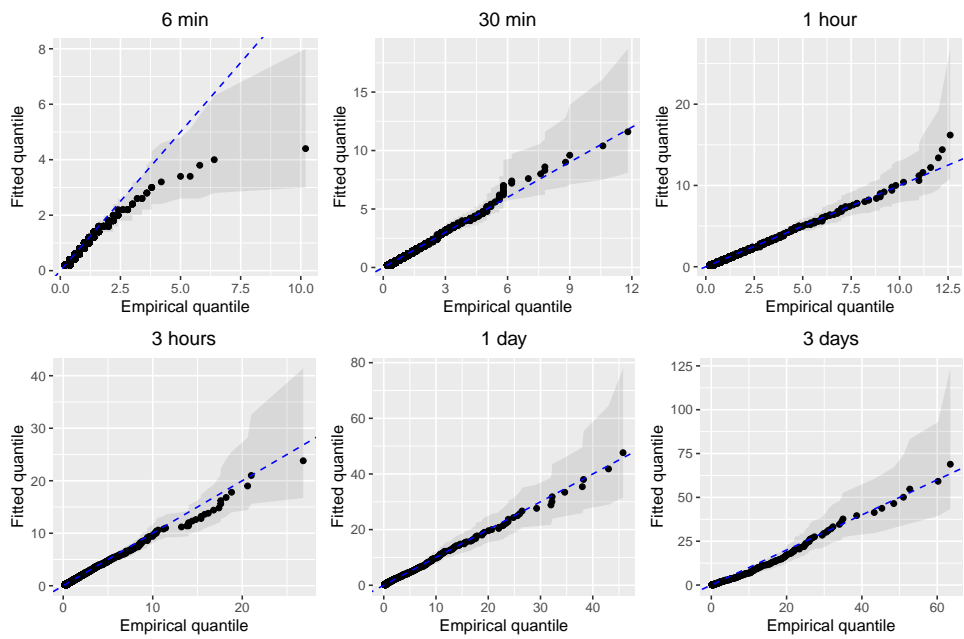 6 min
30 min
1 hour
8
6
4
2
0
0.0 2.5 5.0 7.5 10.0
Empirical quantile
Fitted quantile
15
10
5
0
0 3 6 9 12
Empirical quantile
Fitted quantile
20
10
0
0.0 2.5 5.0 7.5 10.0 12.5
Empirical quantile
Fitted quantile
3 hours
1 day
3 days
40
30
20
10
0
0 10 20
Empirical quantile
Fitted quantile
80
60
40
20
0
0 10 20 30 40
Empirical quantile
Fitted quantile
125
100
75
50
25
0
0 20 40 60
Empirical quantile
Fitted quantile